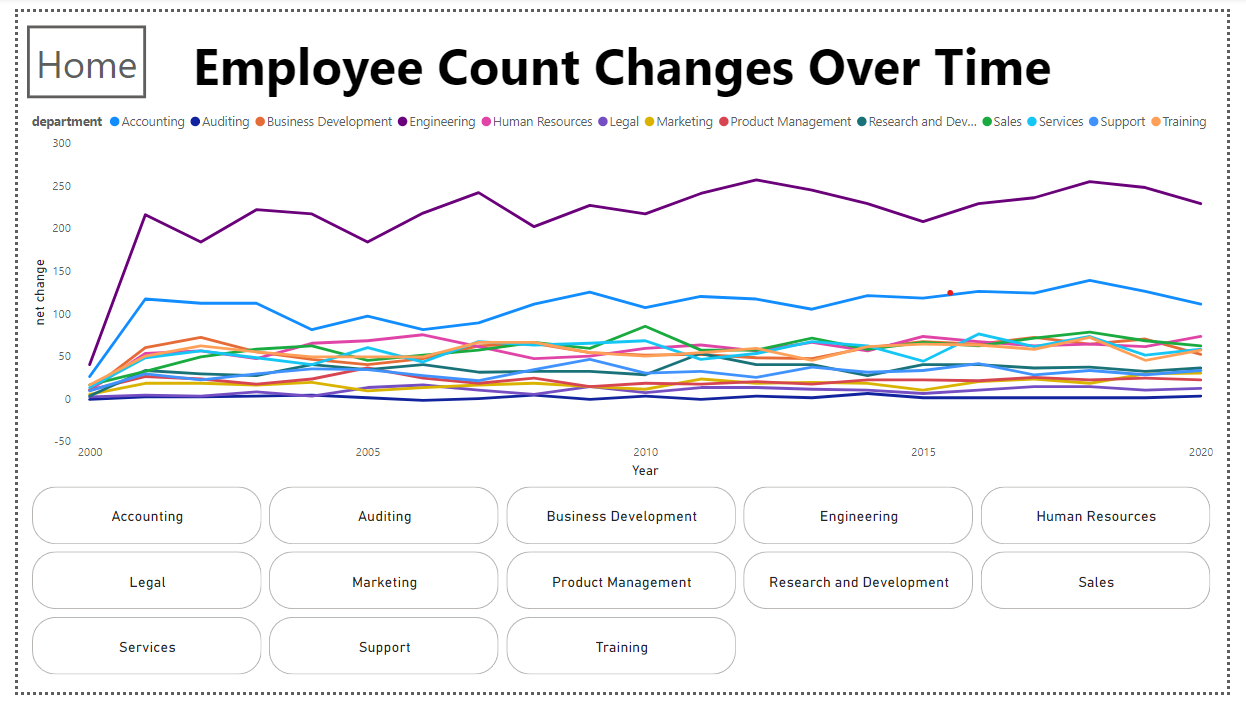 Home
Employee Count Changes Over Time
department Accounting Auditing Business Development Engineering Human Resources Legal Marketing Product Management Research and Dev... Sales Services Support Training
300
250
200
150
100
50
0
-50
net change
2000 2005 2010 2015 2020
Year
Accounting Auditing Business Development Engineering Human Resources
Legal Marketing Product Management Research and Development Sales
Services Support Training